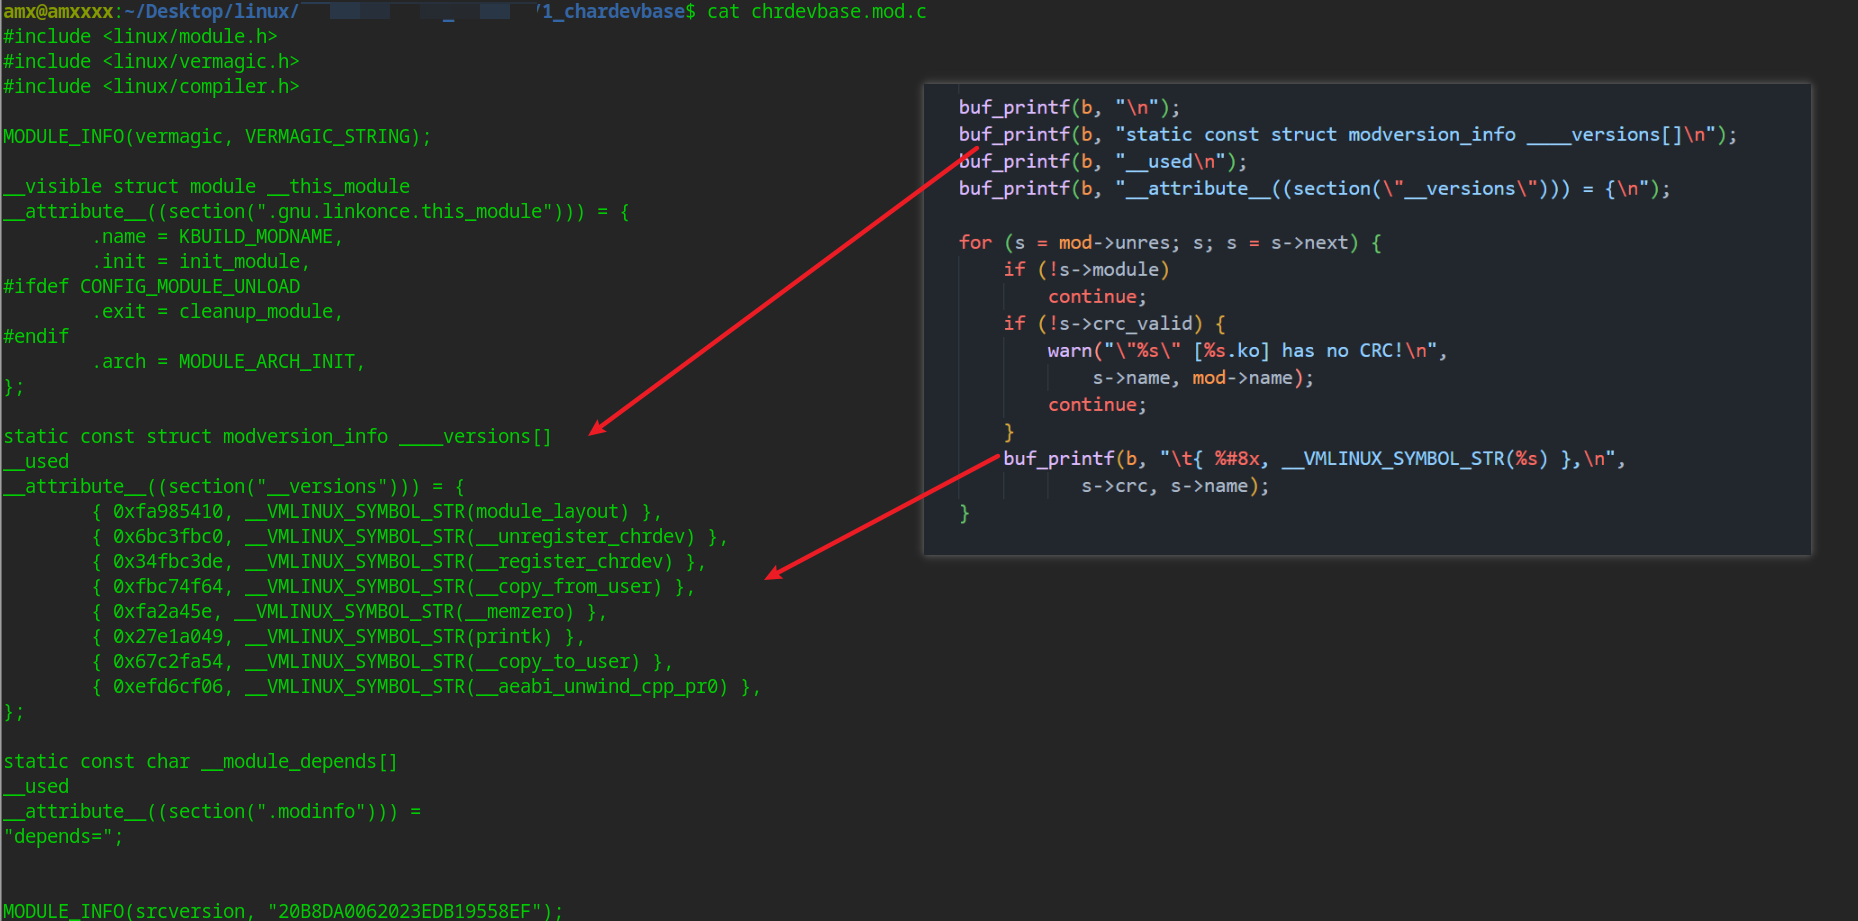 amx@amxxxx:~/Desktop/linux/ /1_chardevbase$ cat chrdevbase.mod.c
#include <linux/module.h>
#include <linux/vermagic.h>
#include <linux/compiler.h>
MODULE_INFO(vermagic, VERMAGIC_STRING);
__visible struct module __this_module
__attribute__((section(".gnu.linkonce.this_module"))) = {
.name = KBUILD_MODNAME,
.init = init_module,
#ifdef CONFIG_MODULE_UNLOAD
.exit = cleanup_module,
#endif
.arch = MODULE_ARCH_INIT,
};
static const struct modversion_info ____versions[]
__used
__attribute__((section("__versions"))) = {
{ 0xfa985410, __VMLINUX_SYMBOL_STR(module_layout) },
{ 0x6bc3fbc0, __VMLINUX_SYMBOL_STR(__unregister_chrdev) },
{ 0x34fbc3de, __VMLINUX_SYMBOL_STR(__register_chrdev) },
{ 0xfbc74f64, __VMLINUX_SYMBOL_STR(__copy_from_user) },
{ 0xfa2a45e, __VMLINUX_SYMBOL_STR(__memzero) },
{ 0x27e1a049, __VMLINUX_SYMBOL_STR(printk) },
{ 0x67c2fa54, __VMLINUX_SYMBOL_STR(__copy_to_user) },
{ 0xefd6cf06, __VMLINUX_SYMBOL_STR(__aeabi_unwind_cpp_pr0) },
};
static const char __module_depends[]
__used
__attribute__((section(".modinfo"))) =
"depends=";
MODULE_INFO(srcversion, "20B8DA0062023EDB19558EF");
buf_printf(b, "\n");
buf_printf(b, "static const struct modversion_info ____versions[]\n");
buf_printf(b, "__used\n");
buf_printf(b, "__attribute__((section(\"__versions\"))) = {\n");
for (s = mod->unres; s; s = s->next) {
if (!s->module)
continue;
if (!s->crc_valid) {
warn("\"%s\" [%s.ko] has no CRC!\n",
s->name, mod->name);
continue;
}
buf_printf(b, "\t{ %#8x, __VMLINUX_SYMBOL_STR(%s) },\n",
s->crc, s->name);
}